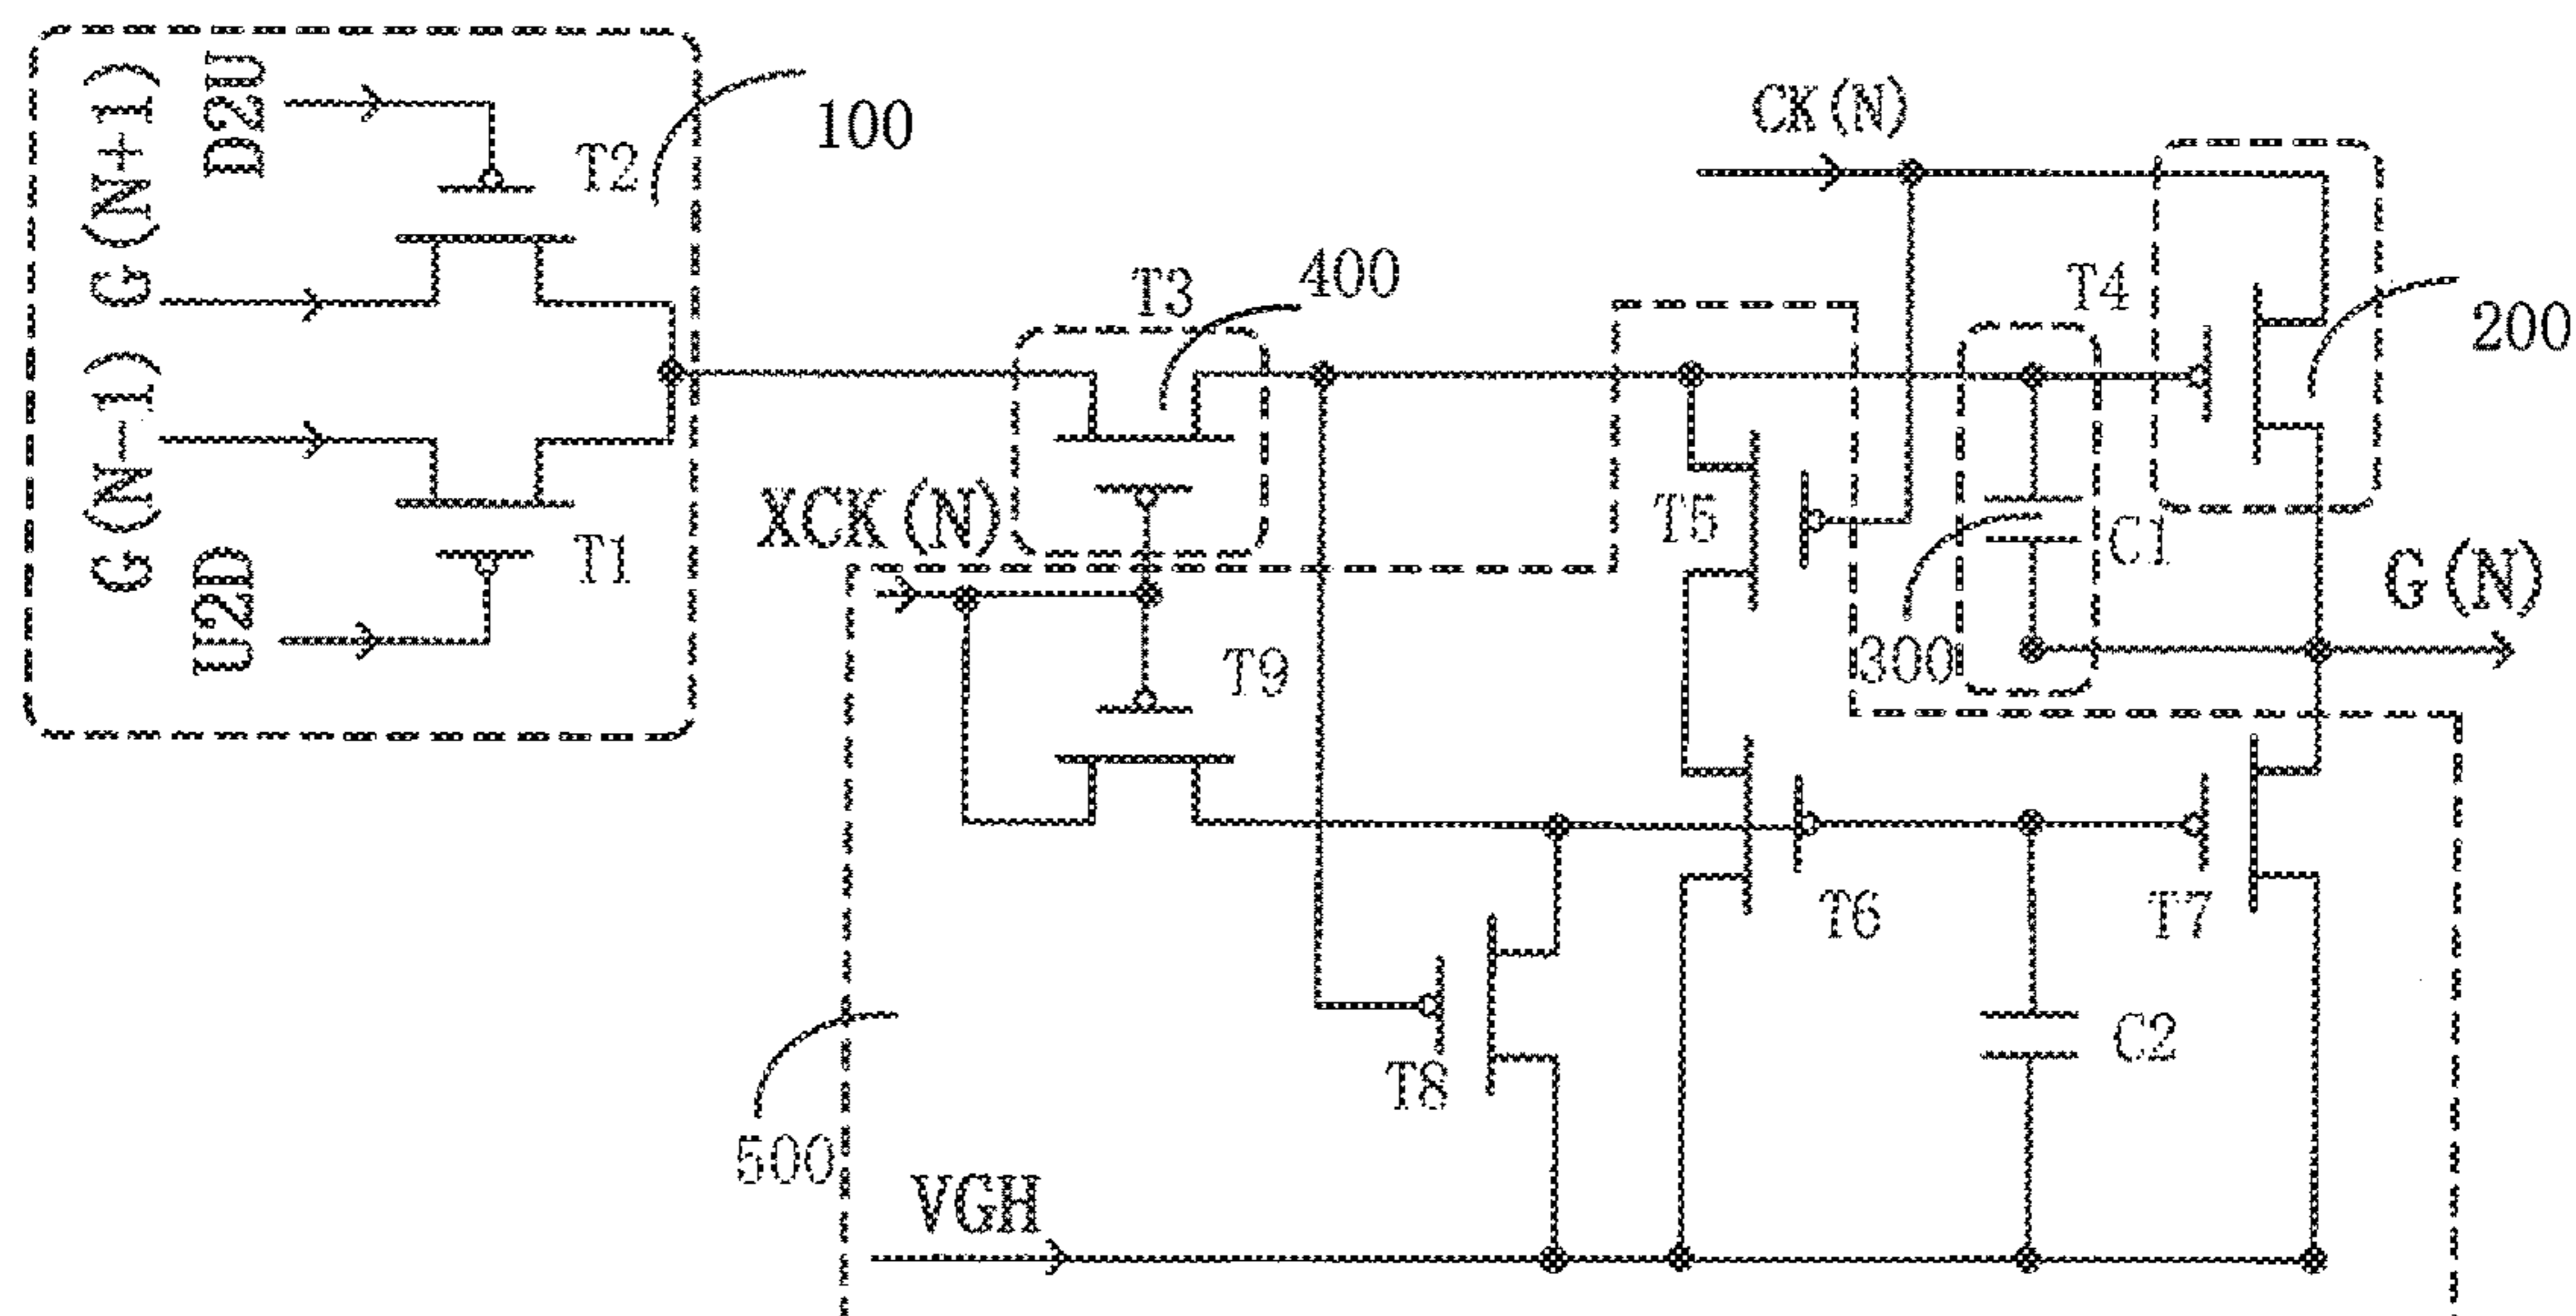 D2U
G(N+1)
T2
100
G(N-1)
U2D
T1
CK(N)
T3
400
T4
200
XCK(N)
T5
C1
300
G(N)
T9
T6
T7
T8
C2
500
VGH